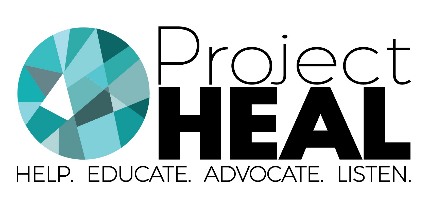 Project
HEAL
HELP. EDUCATE. ADVOCATE. LISTEN.